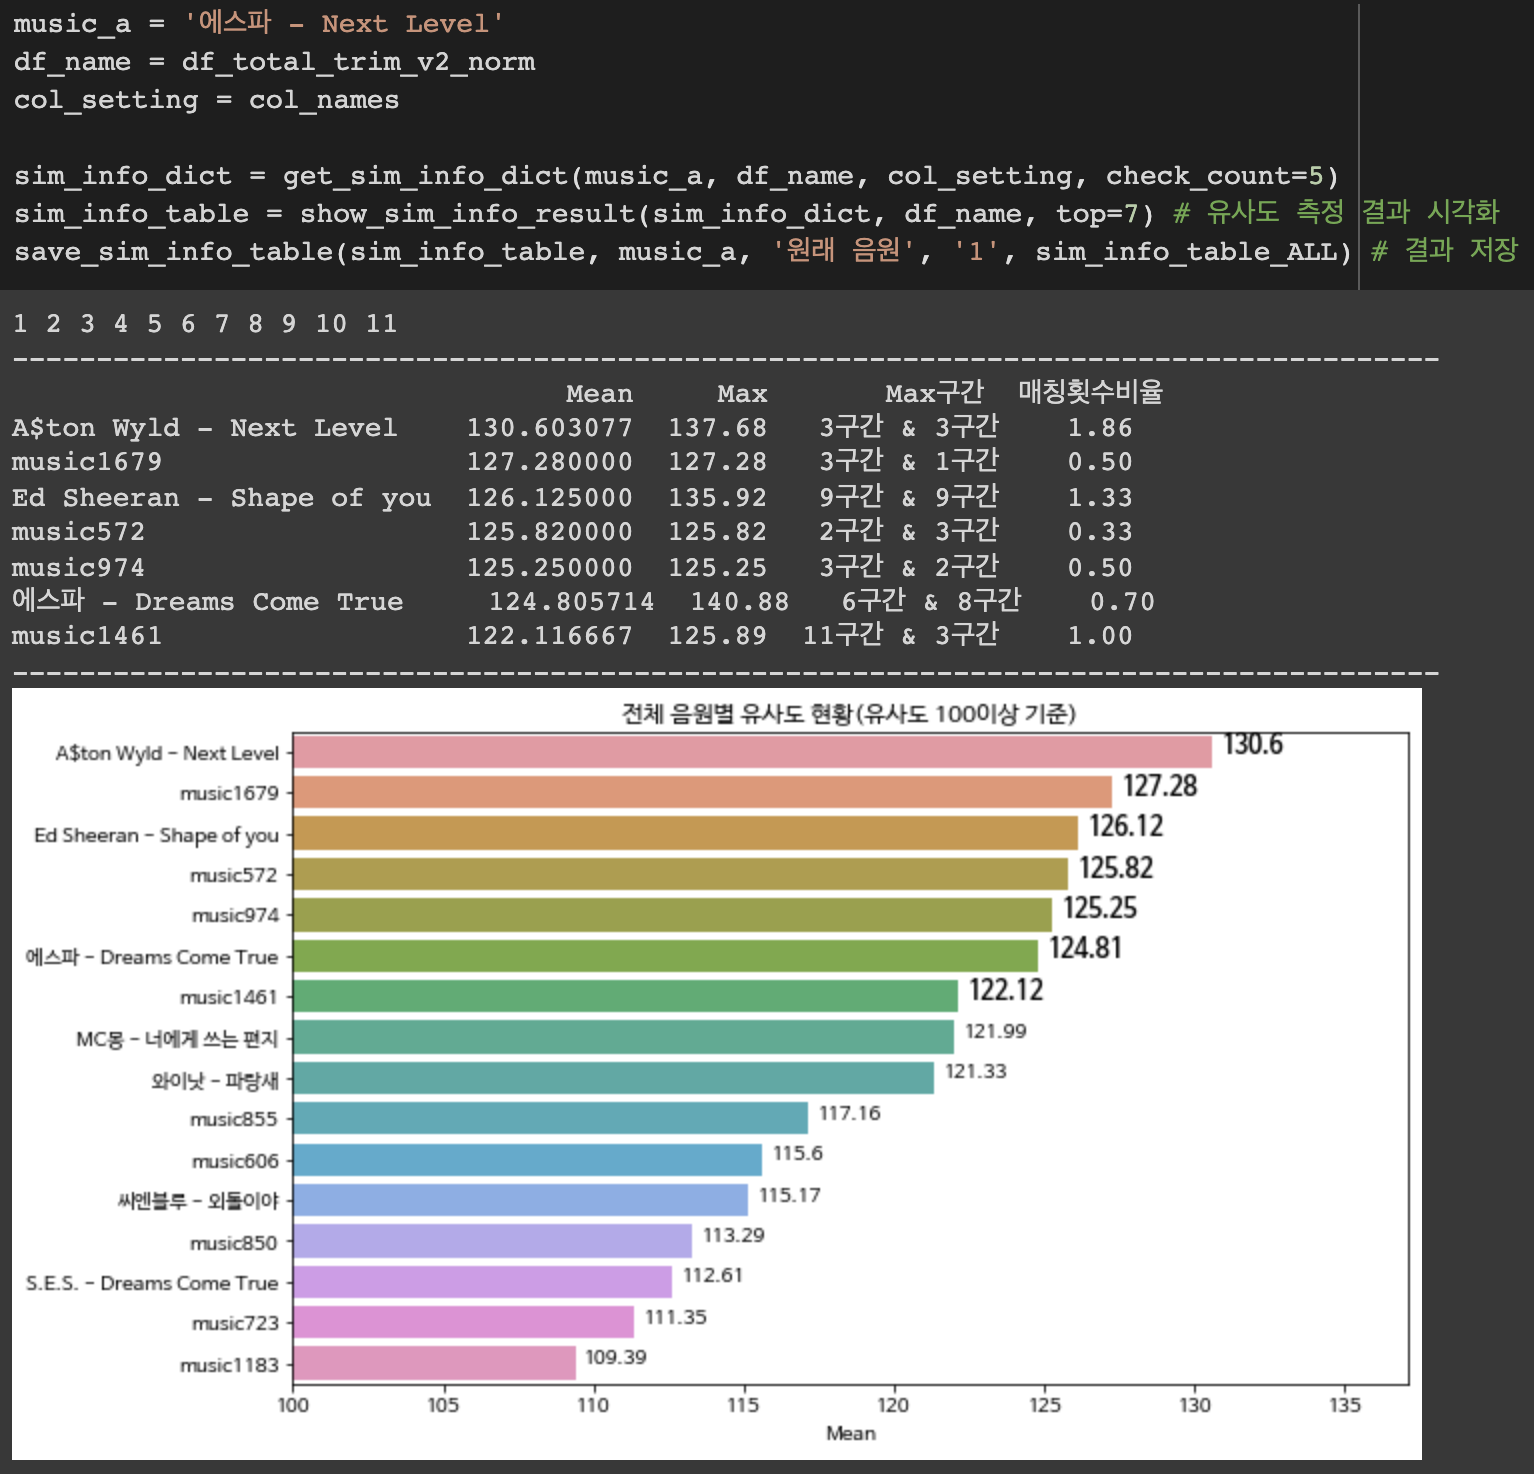 music_a = '에스파 - Next Level'
df_name = df_total_trim_v2_norm
col_setting = col_names
sim_info_dict = get_sim_info_dict(music_a, df_name, col_setting, check_count=5)
sim_info_table = show_sim_info_result(sim_info_dict, df_name, top=7) # 유사도 측정 결과 시각화
save_sim_info_table(sim_info_table, music_a, '원래 음원', '1', sim_info_table_ALL) # 결과 저장
1 2 3 4 5 6 7 8 9 10 11
-------------------------------------------------------------------------------------
Mean Max Max구간 매칭횟수비율
A$ton Wyld - Next Level 130.603077 137.68 3구간 & 3구간 1.86
music1679 127.280000 127.28 3구간 & 1구간 0.50
Ed Sheeran - Shape of you 126.125000 135.92 9구간 & 9구간 1.33
music572 125.820000 125.82 2구간 & 3구간 0.33
music974 125.250000 125.25 3구간 & 2구간 0.50
에스파 - Dreams Come True 124.805714 140.88 6구간 & 8구간 0.70
music1461 122.116667 125.89 11구간 & 3구간 1.00
-------------------------------------------------------------------------------------
전체 음원별 유사도 현황(유사도 100이상 기준)
A$ton Wyld - Next Level 130.6
music1679 127.28
Ed Sheeran - Shape of you 126.12
music572 125.82
music974 125.25
에스파 - Dreams Come True 124.81
music1461 122.12
MC몽 - 너에게 쓰는 편지 121.99
와이낫 - 파랑새 121.33
music855 117.16
music606 115.6
씨엔블루 - 외톨이야 115.17
music850 113.29
S.E.S. - Dreams Come True 112.61
music723 111.35
music1183 109.39
100 105 110 115 120 125 130 135
Mean